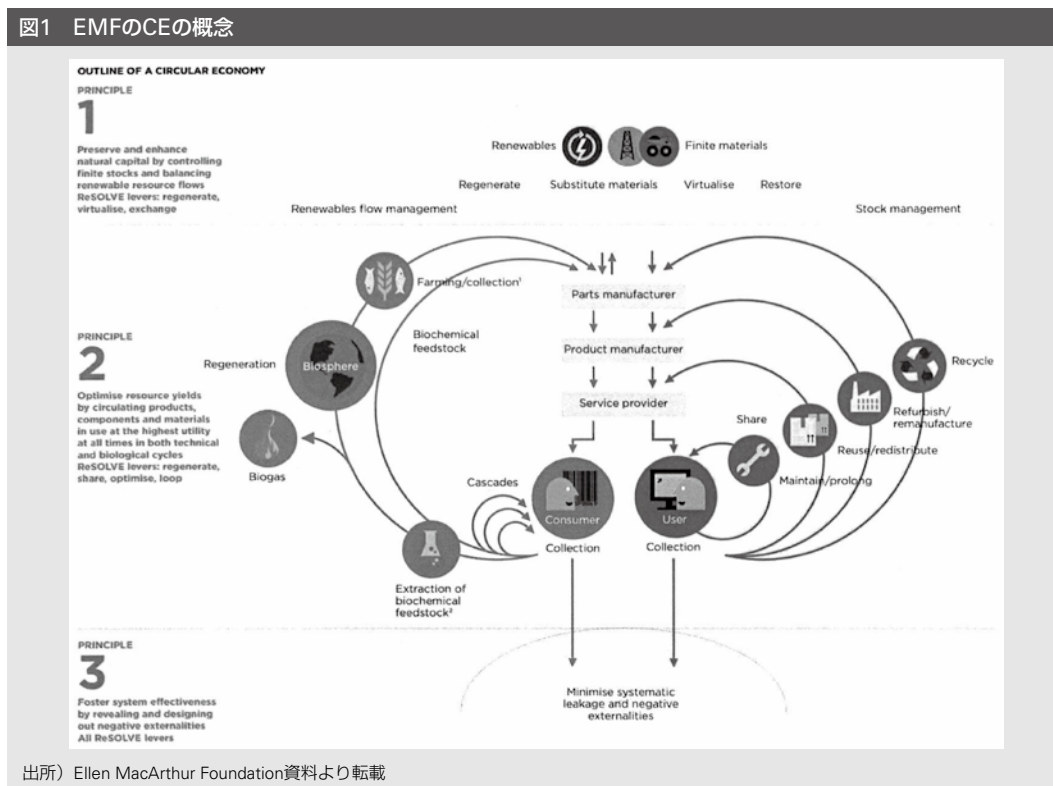 図1 EMFのCEの概念
OUTLINE OF A CIRCULAR ECONOMY
PRINCIPLE
1
Preserve and enhance
natural capital by controlling
finite stocks and balancing
renewable resource flows
ReSOLVE levers: regenerate,
virtualise, exchange
Renewables
Finite materials
Regenerate
Substitute materials
Virtualise
Restore
Renewables flow management
Stock management
PRINCIPLE
2
Optimise resource yields
by circulating products,
components and materials
in use at the highest utility
at all times in both technical
and biological cycles
ReSOLVE levers: regenerate,
share, optimise, loop
Farming/collection¹
Biochemical
feedstock
Regeneration
Biosphere
Biogas
Cascades
Extraction of
biochemical
feedstock²
Parts manufacturer
Product manufacturer
Service provider
Consumer
User
Collection
Collection
Share
Maintain/prolong
Reuse/redistribute
Refurbish/
remanufacture
Recycle
PRINCIPLE
3
Foster system effectiveness
by revealing and designing
out negative externalities
All ReSOLVE levers
Minimise systematic
leakage and negative
externalities
出所）Ellen MacArthur Foundation資料より転載